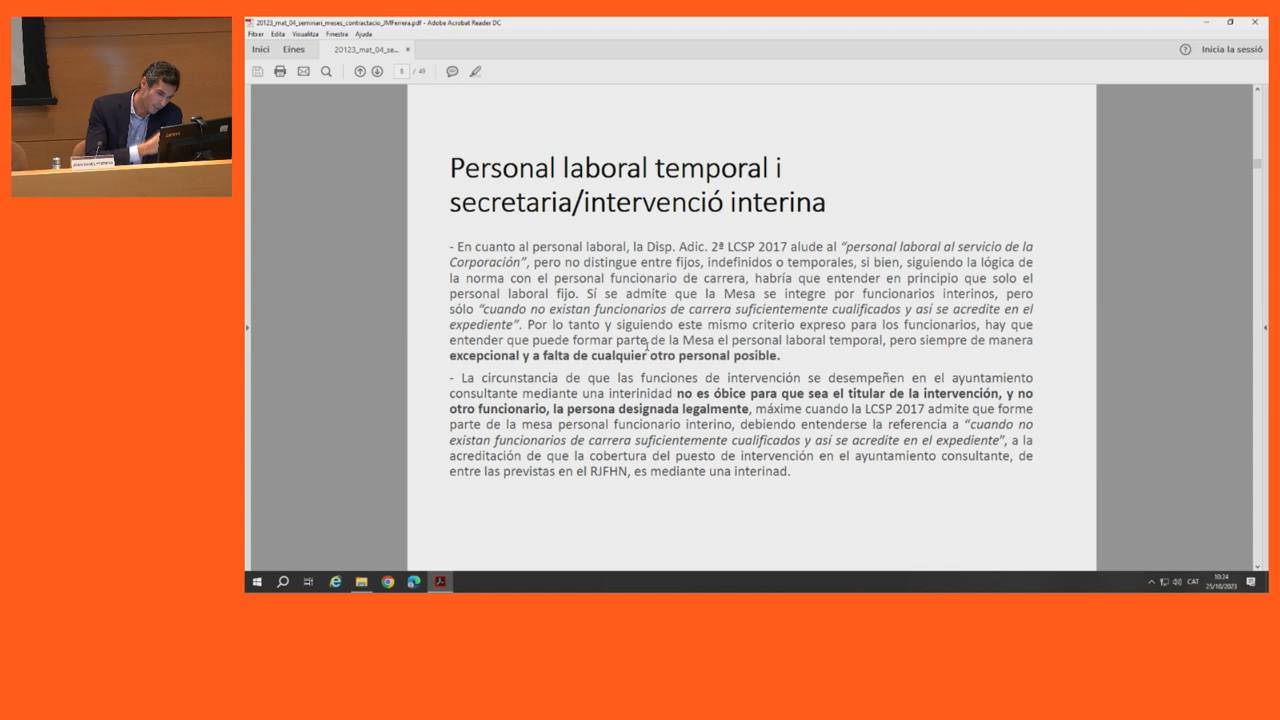 20123_mat_04_seminari_meses_contractacio_JMFerrera.pdf - Adobe Acrobat Reader DC
Fitxer Edita Visualitza Finestra Ajuda
Inici Eines 20123_mat_04_se... × Inicia la sessió
8 / 49
Personal laboral temporal i
secretaria/intervenció interina
- En cuanto al personal laboral, la Disp. Adic. 2ª LCSP 2017 alude al “personal laboral al servicio de la
Corporación”, pero no distingue entre fijos, indefinidos o temporales, si bien, siguiendo la lógica de
la norma con el personal funcionario de carrera, habría que entender en principio que solo el
personal laboral fijo. Sí se admite que la Mesa se integre por funcionarios interinos, pero
sólo “cuando no existan funcionarios de carrera suficientemente cualificados y así se acredite en el
expediente”. Por lo tanto y siguiendo este mismo criterio expreso para los funcionarios, hay que
entender que puede formar parte de la Mesa el personal laboral temporal, pero siempre de manera
excepcional y a falta de cualquier otro personal posible.
- La circunstancia de que las funciones de intervención se desempeñen en el ayuntamiento
consultante mediante una interinidad no es óbice para que sea el titular de la intervención, y no
otro funcionario, la persona designada legalmente, máxime cuando la LCSP 2017 admite que forme
parte de la mesa personal funcionario interino, debiendo entenderse la referencia a “cuando no
existan funcionarios de carrera suficientemente cualificados y así se acredite en el expediente”, a la
acreditación de que la cobertura del puesto de intervención en el ayuntamiento consultante, de
entre las previstas en el RJFHN, es mediante una interinad.
CAT
10:24
25/10/2023